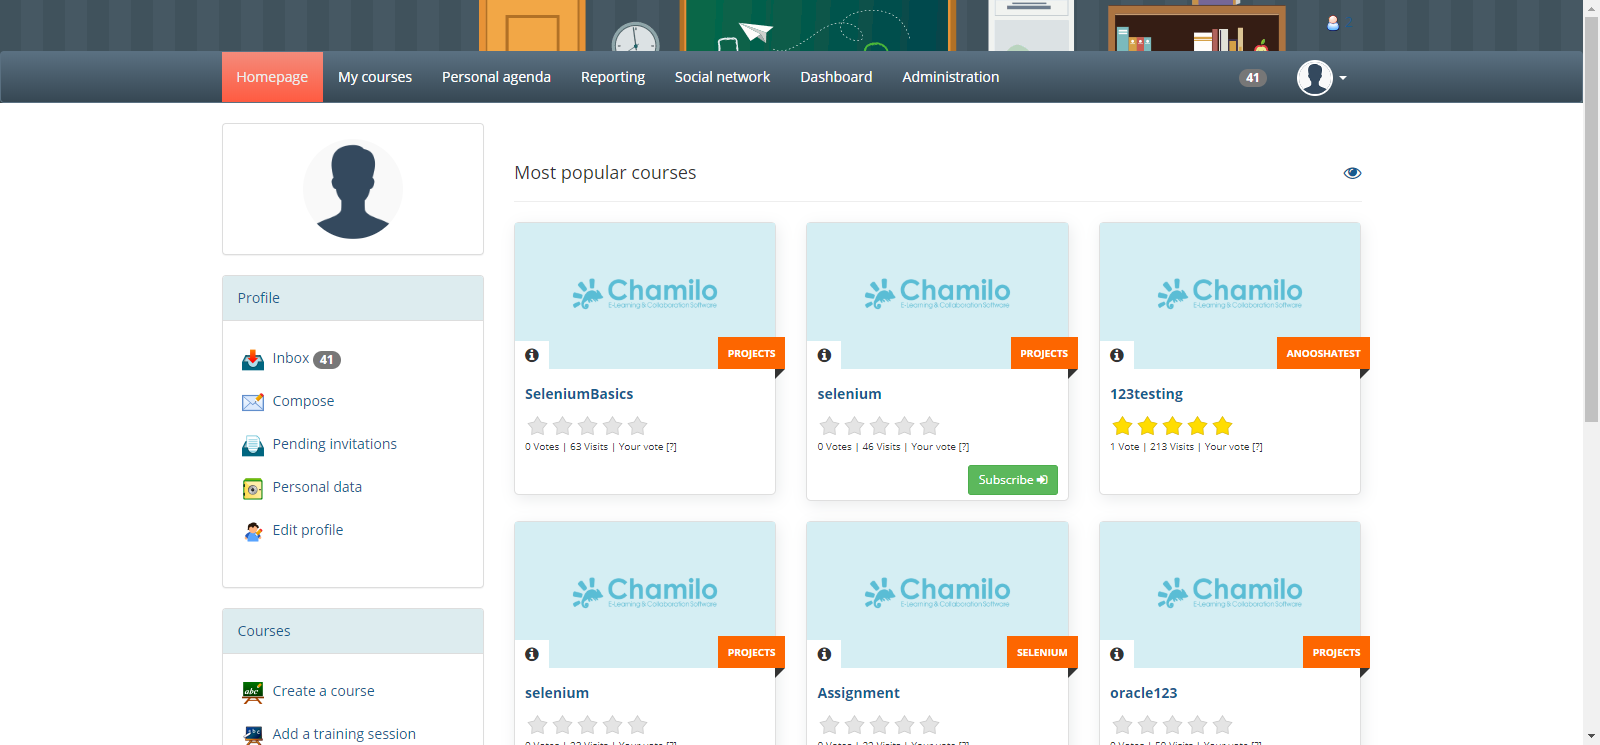 2
Homepage My courses Personal agenda Reporting Social network Dashboard Administration 41
Profile
Inbox 41
Compose
Pending invitations
Personal data
Edit profile
Courses
Create a course
Add a training session
Most popular courses
Chamilo
E-Learning & Collaboration Software
PROJECTS
SeleniumBasics
0 Votes | 63 Visits | Your vote [?]
Chamilo
E-Learning & Collaboration Software
PROJECTS
selenium
0 Votes | 46 Visits | Your vote [?]
Subscribe
Chamilo
E-Learning & Collaboration Software
ANOOSHATEST
123testing
1 Vote | 213 Visits | Your vote [?]
Chamilo
E-Learning & Collaboration Software
PROJECTS
selenium
Chamilo
E-Learning & Collaboration Software
SELENIUM
Assignment
Chamilo
E-Learning & Collaboration Software
PROJECTS
oracle123